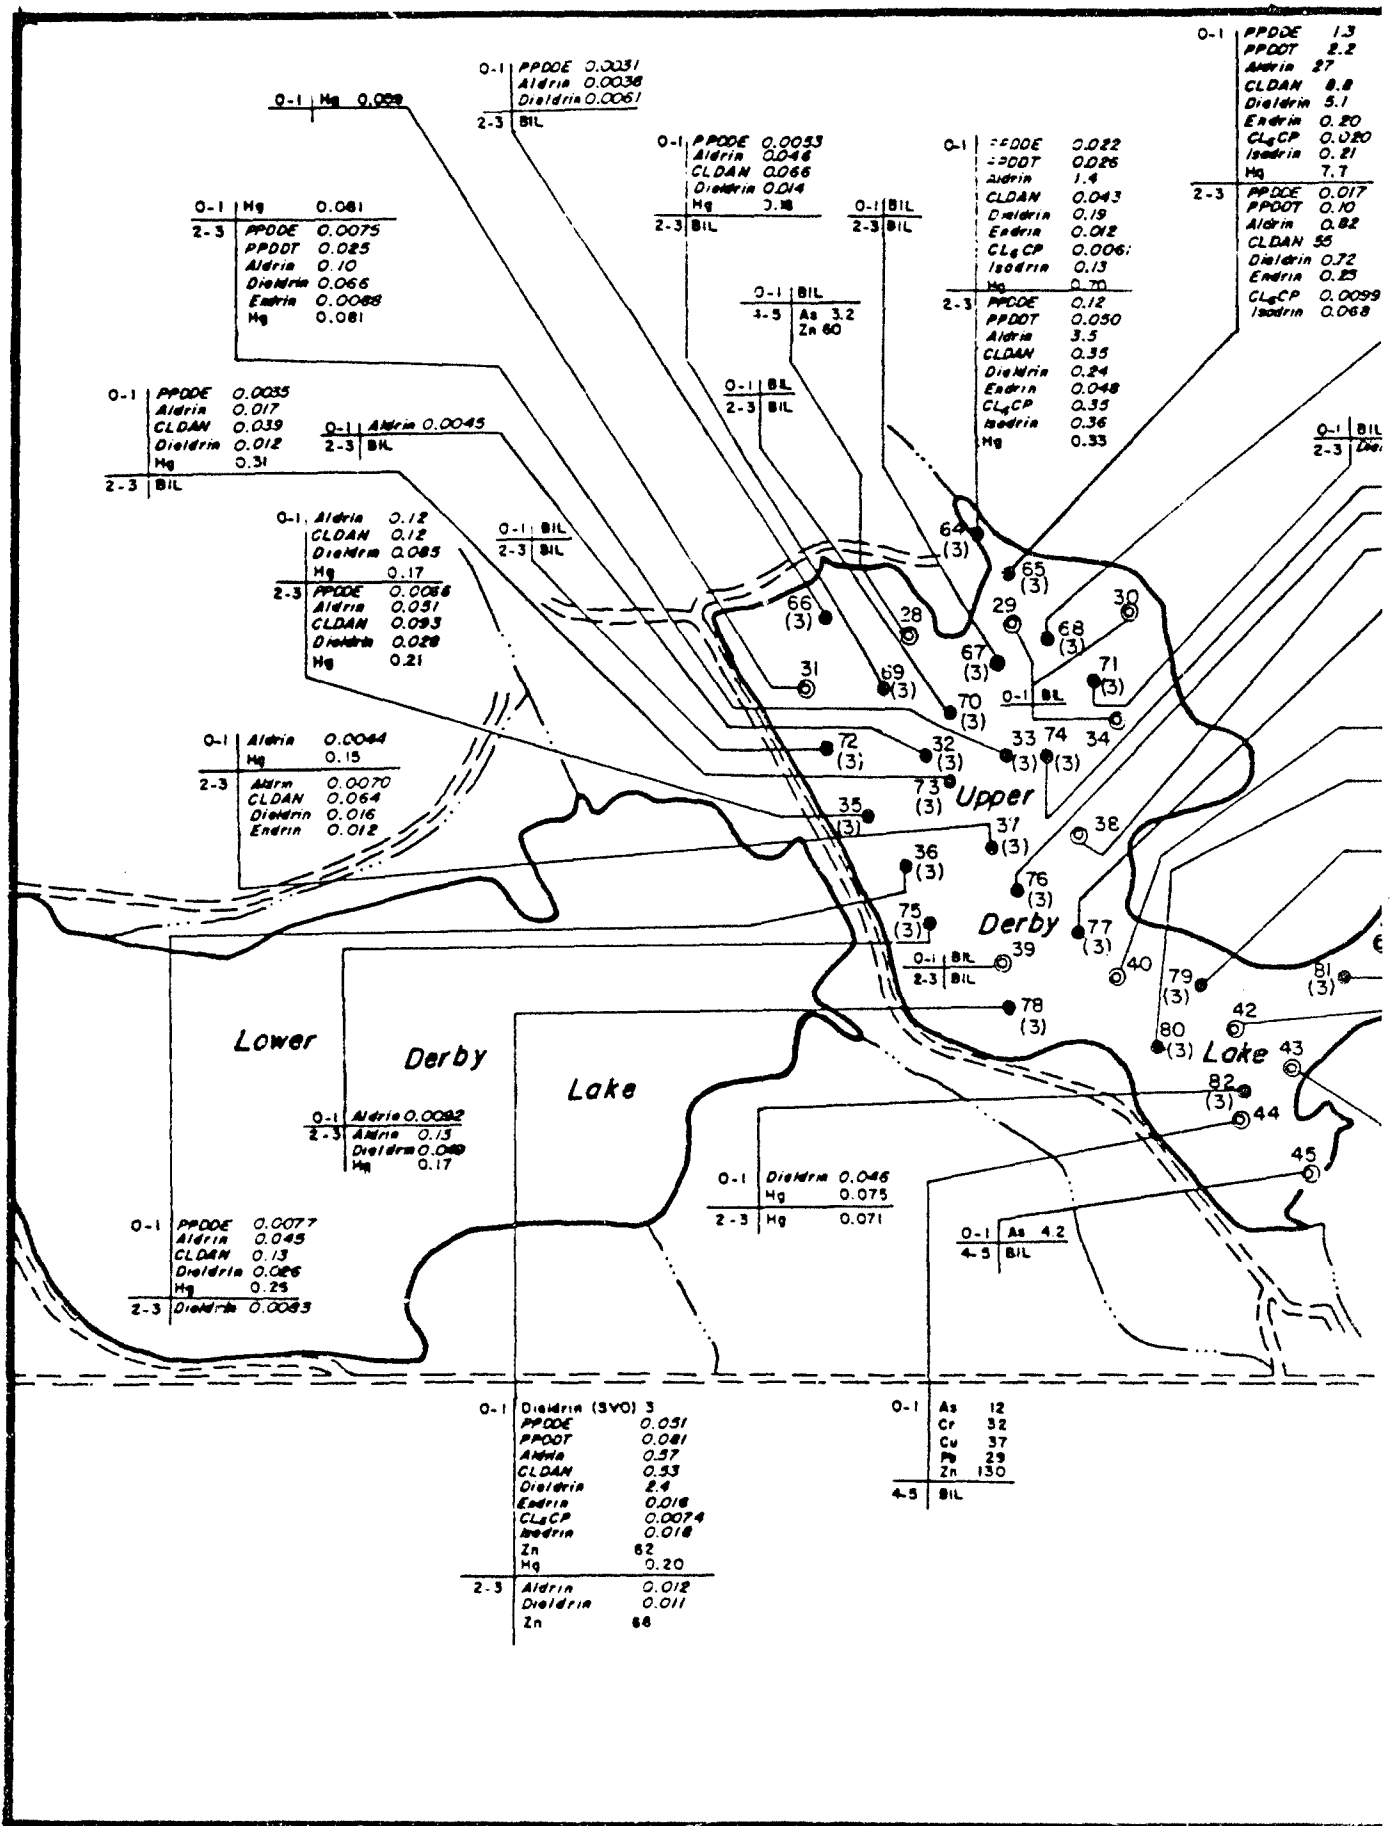 0-1 Hg
0-1 PPDDE 0.0031
Aldrin 0.0038
Dieldrin 0.0061
2-3 BIL
0-1 PPDDE 1.3
PPDDT 2.2
Aldrin 27
CLDAN 8.8
Dieldrin 5.1
Endrin 0.20
CL6CP 0.020
Isodrin 0.21
Hg 7.7
2-3 PPDDE 0.017
PPDDT 0.10
Aldrin 0.82
CLDAN 55
Dieldrin 0.72
Endrin 0.25
CL6CP 0.0099
Isodrin 0.068
0-1 PPDDE 0.0053
Aldrin 0.046
CLDAN 0.066
Dieldrin 0.014
Hg
2-3 BIL
0-1 BIL
2-3 BIL
0-1 PPDDE 0.022
PPDDT 0.026
Aldrin 1.4
CLDAN 0.043
Dieldrin 0.19
Endrin 0.012
CL6CP
Isodrin 0.13
Hg 0.70
2-3 PPDDE 0.12
PPDDT 0.050
Aldrin 3.5
CLDAN 0.35
Dieldrin 0.24
Endrin 0.048
CL6CP 0.35
Isodrin 0.36
Hg 0.33
0-1 Hg 0.081
2-3 PPDDE 0.0075
PPDDT 0.025
Aldrin 0.10
Dieldrin 0.066
Endrin 0.0088
Hg 0.081
0-1 BIL
4-5 As 3.2
Zn 60
0-1 BIL
2-3 BIL
0-1 BIL
2-3
0-1 PPDDE 0.0035
Aldrin 0.017
CLDAN 0.039
Dieldrin 0.012
Hg 0.31
2-3 BIL
0-1 Aldrin 0.0045
2-3 BIL
0-1 Aldrin 0.12
CLDAN 0.12
Dieldrin 0.085
Hg 0.17
2-3 PPDDE 0.0066
Aldrin 0.051
CLDAN 0.093
Dieldrin 0.028
Hg 0.21
0-1 BIL
2-3 BIL
64
(3)
65
(3)
66
(3)
28
29
30
67
(3)
68
(3)
31
69
(3)
71
(3)
0-1 BIL
70
(3)
34
72
(3)
32
(3)
33
(3)
74
(3)
73
(3)
Upper
0-1 Aldrin 0.0044
Hg 0.15
2-3 Aldrin 0.0070
CLDAN 0.064
Dieldrin 0.016
Endrin 0.012
35
(3)
37
(3)
38
36
(3)
76
(3)
75
(3)
Derby
77
(3)
0-1 BIL
2-3 BIL
39
40
79
(3)
81
(3)
78
(3)
42
80
(3)
Lake
43
82
(3)
44
45
Lower
Derby
Lake
0-1 Aldrin 0.0092
2-3 Aldrin 0.13
Dieldrin
Hg 0.17
0-1 Dieldrin 0.046
Hg 0.075
2-3 Hg 0.071
0-1 As 4.2
4-5 BIL
0-1 PPDDE 0.0077
Aldrin 0.045
CLDAN 0.13
Dieldrin 0.026
Hg 0.25
2-3 Dieldrin 0.0083
0-1 Dieldrin (SVO) 3
PPDDE 0.051
PPDDT 0.081
Aldrin 0.57
CLDAN 0.53
Dieldrin 2.4
Endrin 0.016
CL6CP 0.0074
Isodrin 0.018
Zn 62
Hg 0.20
2-3 Aldrin 0.012
Dieldrin 0.011
Zn 68
0-1 As 12
Cr 32
Cu 37
Pb 29
Zn 130
4-5 BIL